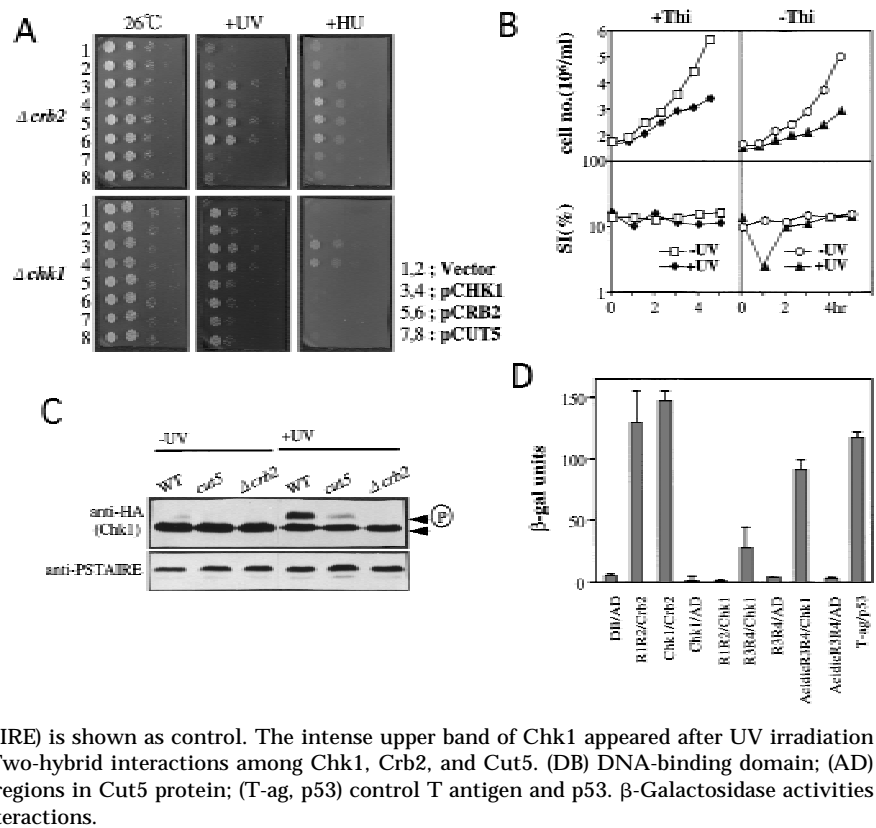 A
26℃ +UV +HU
Δcrb2
1
2
3
4
5
6
7
8
Δchk1
1
2
3
4
5
6
7
8
1,2 ; Vector
3,4 ; pCHK1
5,6 ; pCRB2
7,8 ; pCUT5
B
+Thi -Thi
cell no.(10⁶/ml)
6
5
4
3
2
100
SI(%)
10
1
-UV
+UV
-UV
+UV
0 2 4 0 2 4hr
C
-UV +UV
WT cut5 Δcrb2 WT cut5 Δcrb2
anti-HA
(Chk1)
P
anti-PSTAIRE
D
β-gal units
150
100
50
0
DB/AD
R1R2/Crb2
Chk1/Crb2
Chk1/AD
R1R2/Chk1
R3R4/Chk1
R3R4/AD
AcidicR3R4/Chk1
AcidicR3R4/AD
T-ag/p53
IRE) is shown as control. The intense upper band of Chk1 appeared after UV irradiation
Two-hybrid interactions among Chk1, Crb2, and Cut5. (DB) DNA-binding domain; (AD)
regions in Cut5 protein; (T-ag, p53) control T antigen and p53. β-Galactosidase activities
teractions.